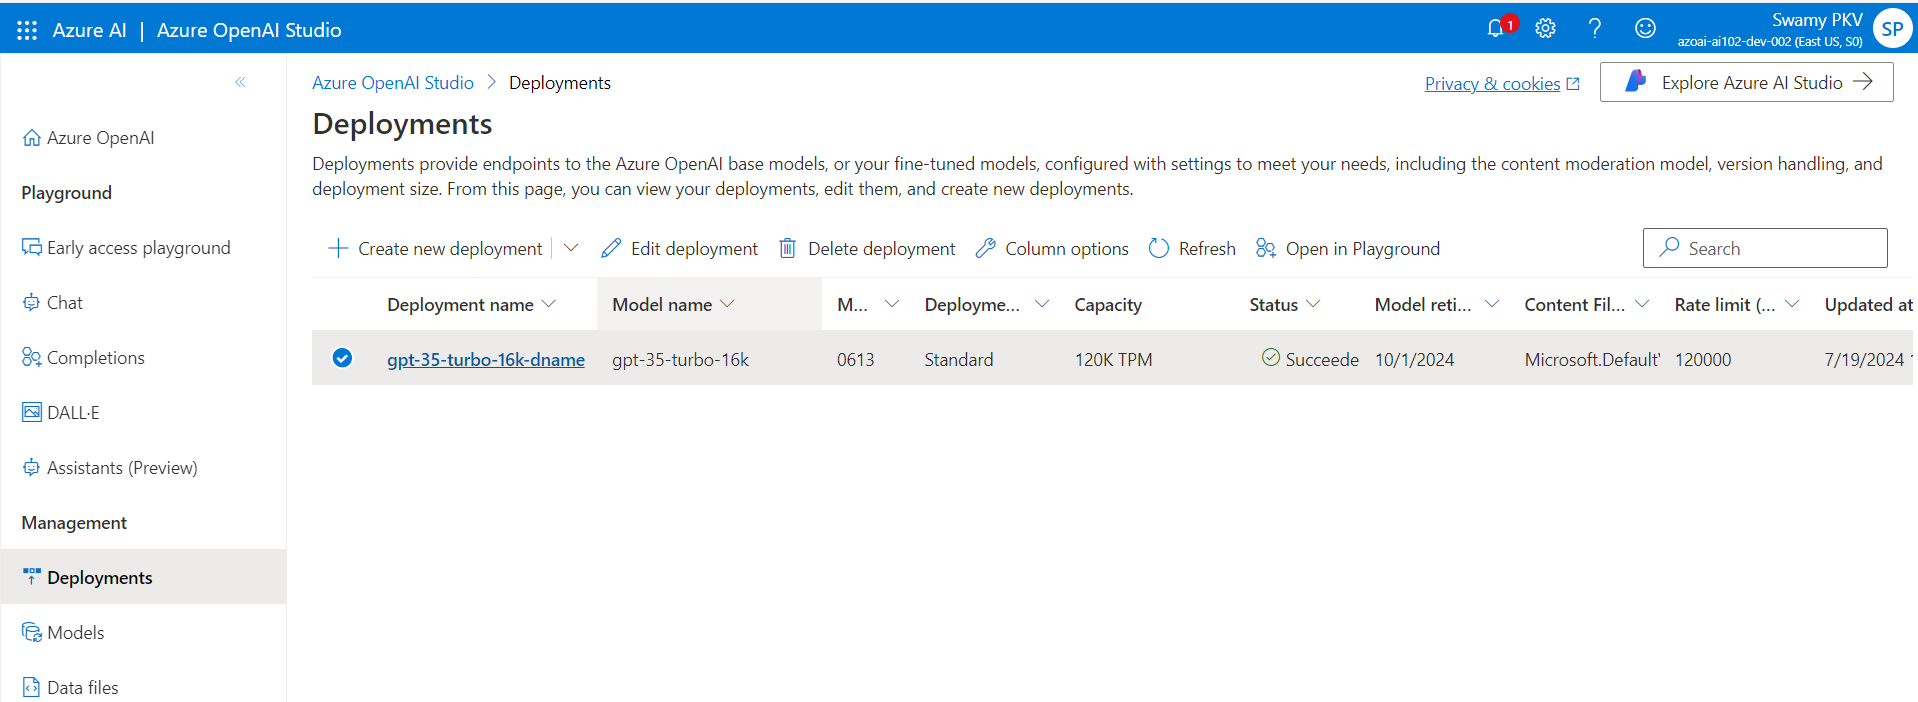 Azure AI | Azure OpenAI Studio
1
Swamy PKV
azoai-ai102-dev-002 (East US, S0)
SP
Azure OpenAI Studio > Deployments
Privacy & cookies
Explore Azure AI Studio
Azure OpenAI
Playground
Early access playground
Chat
Completions
DALL·E
Assistants (Preview)
Management
Deployments
Models
Data files
Deployments
Deployments provide endpoints to the Azure OpenAI base models, or your fine-tuned models, configured with settings to meet your needs, including the content moderation model, version handling, and
deployment size. From this page, you can view your deployments, edit them, and create new deployments.
Create new deployment Edit deployment Delete deployment Column options Refresh Open in Playground Search
Deployment name Model name M... Deployme... Capacity Status Model reti... Content Fil... Rate limit (... Updated at
gpt-35-turbo-16k-dname gpt-35-turbo-16k 0613 Standard 120K TPM Succeede 10/1/2024 Microsoft.Default 120000 7/19/2024